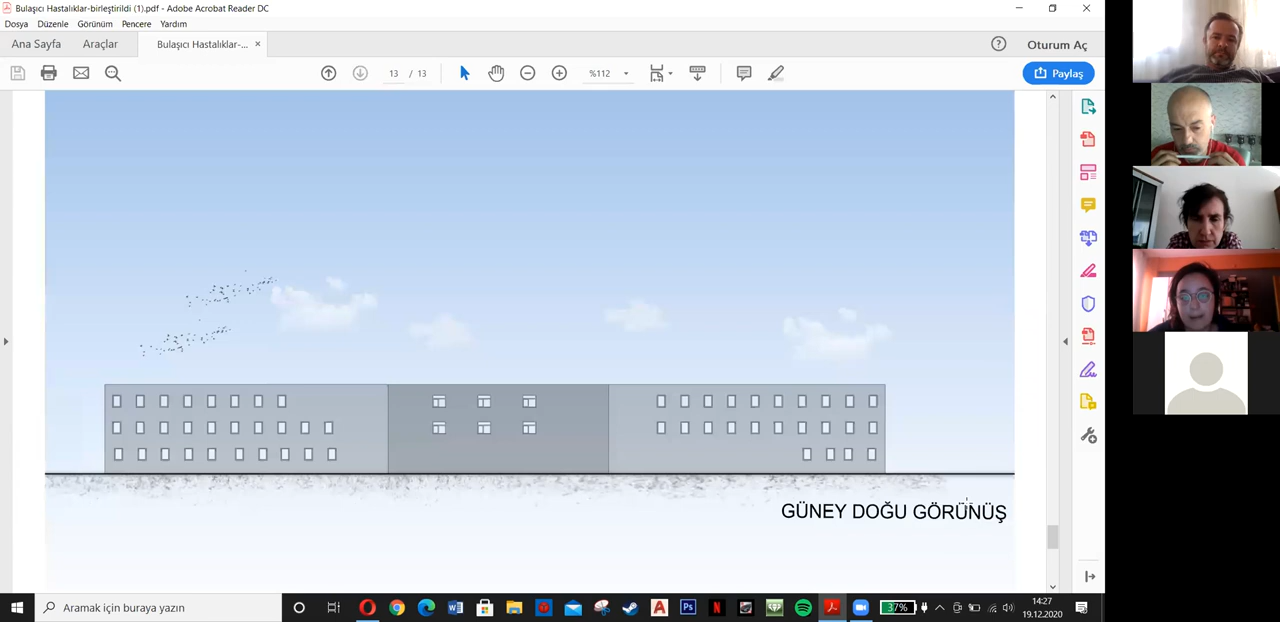 Bulaşıcı Hastalıklar-birleştirildi (1).pdf - Adobe Acrobat Reader DC
Dosya Düzenle Görünüm Pencere Yardım
Ana Sayfa Araçlar Bulaşıcı Hastalıklar-... Oturum Aç
13 / 13 %112 Paylaş
GÜNEY DOĞU GÖRÜNÜŞ
Aramak için buraya yazın
%37
14:27
19.12.2020